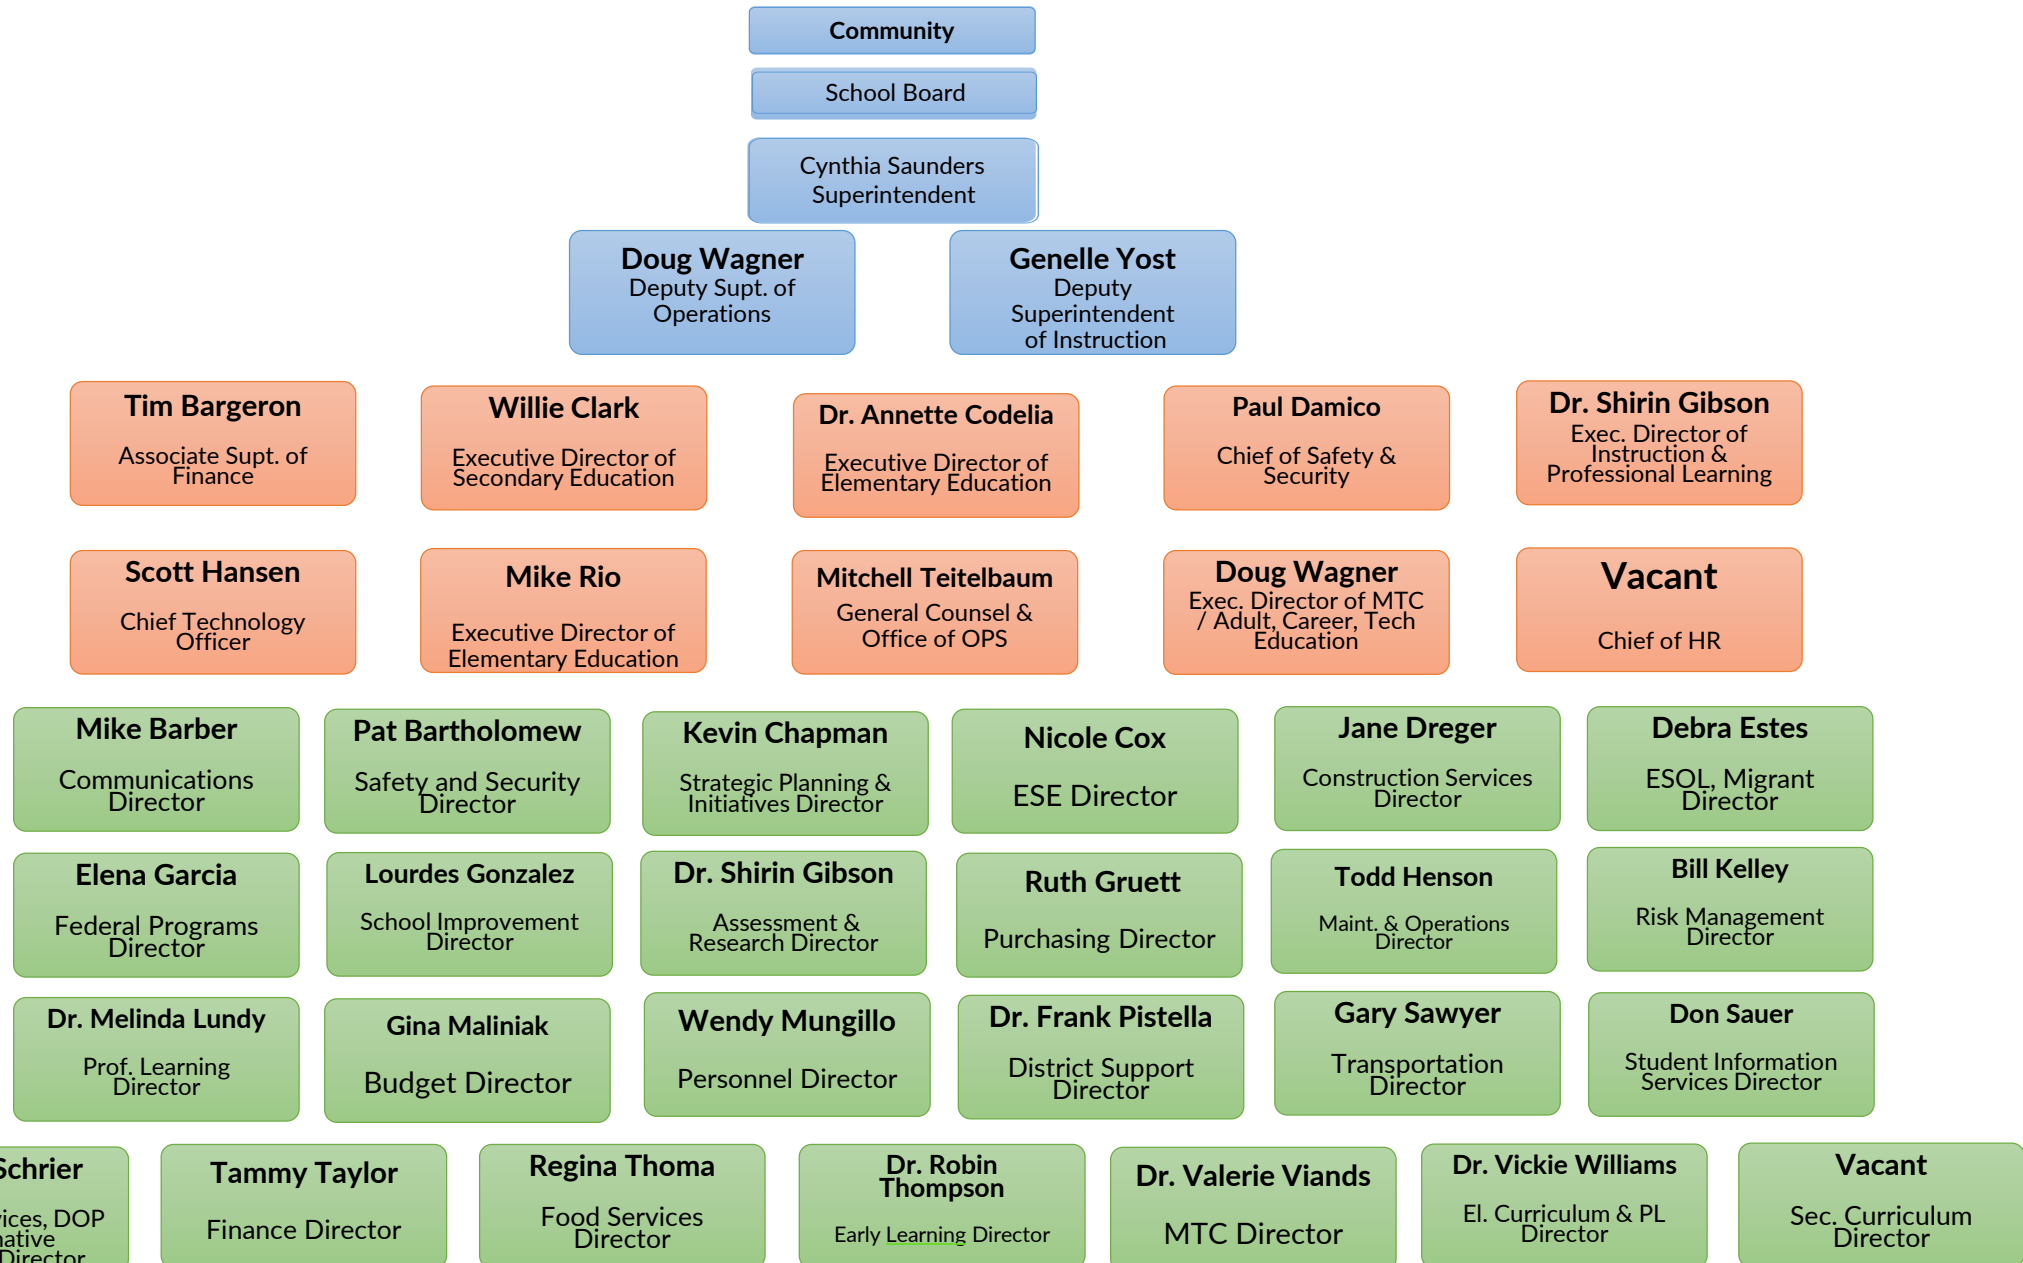 Community
School Board
Cynthia Saunders
Superintendent
Doug Wagner
Deputy Supt. of
Operations
Genelle Yost
Deputy
Superintendent
of Instruction
Tim Bargeron
Associate Supt. of
Finance
Willie Clark
Executive Director of
Secondary Education
Dr. Annette Codelia
Executive Director of
Elementary Education
Paul Damico
Chief of Safety &
Security
Dr. Shirin Gibson
Exec. Director of
Instruction &
Professional Learning
Scott Hansen
Chief Technology
Officer
Mike Rio
Executive Director of
Elementary Education
Mitchell Teitelbaum
General Counsel &
Office of OPS
Doug Wagner
Exec. Director of MTC
/ Adult, Career, Tech
Education
Vacant
Chief of HR
Mike Barber
Communications
Director
Pat Bartholomew
Safety and Security
Director
Kevin Chapman
Strategic Planning &
Initiatives Director
Nicole Cox
ESE Director
Jane Dreger
Construction Services
Director
Debra Estes
ESOL, Migrant
Director
Elena Garcia
Federal Programs
Director
Lourdes Gonzalez
School Improvement
Director
Dr. Shirin Gibson
Assessment &
Research Director
Ruth Gruett
Purchasing Director
Todd Henson
Maint. & Operations
Director
Bill Kelley
Risk Management
Director
Dr. Melinda Lundy
Prof. Learning
Director
Gina Maliniak
Budget Director
Wendy Mungillo
Personnel Director
Dr. Frank Pistella
District Support
Director
Gary Sawyer
Transportation
Director
Don Sauer
Student Information
Services Director
Schrier
DOP
Director
Tammy Taylor
Finance Director
Regina Thoma
Food Services
Director
Dr. Robin
Thompson
Early Learning Director
Dr. Valerie Viands
MTC Director
Dr. Vickie Williams
El. Curriculum & PL
Director
Vacant
Sec. Curriculum
Director